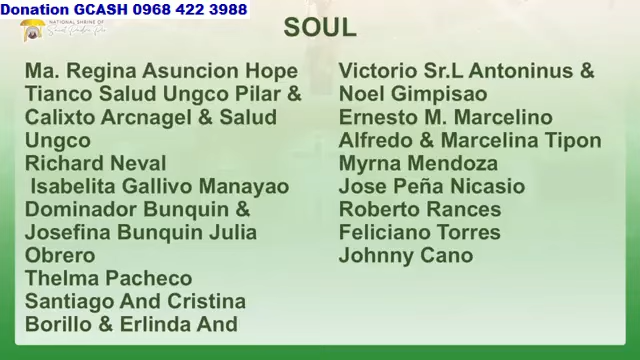 Donation GCASH 0968 422 3988
NATIONAL SHRINE OF
SOUL
Ma. Regina Asuncion Hope
Tianco Salud Ungco Pilar &
Calixto Arcnagel & Salud
Ungco
Richard Neval
Isabelita Gallivo Manayao
Dominador Bunquin &
Josefina Bunquin Julia
Obrero
Thelma Pacheco
Santiago And Cristina
Borillo & Erlinda And
Victorio Sr.L Antoninus &
Noel Gimpisao
Ernesto M. Marcelino
Alfredo & Marcelina Tipon
Myrna Mendoza
Jose Peña Nicasio
Roberto Rances
Feliciano Torres
Johnny Cano